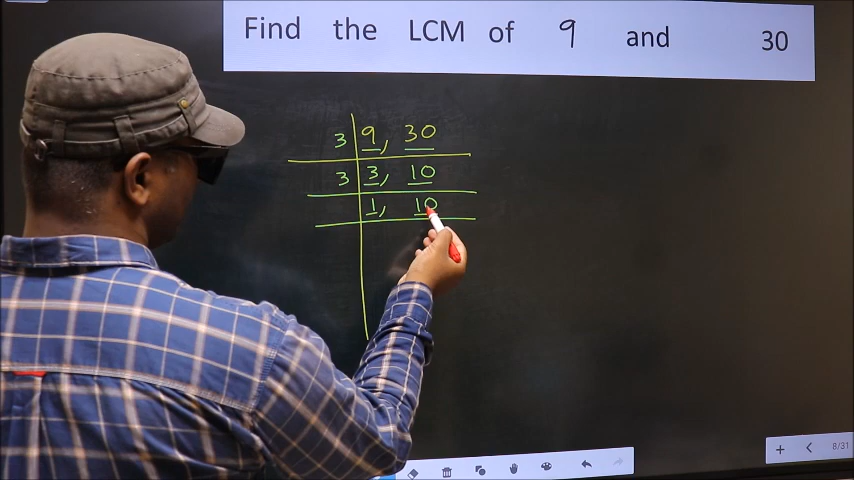 Find the LCM of 9 and 30
3 9, 30
3 3, 10
1, 10
8/31